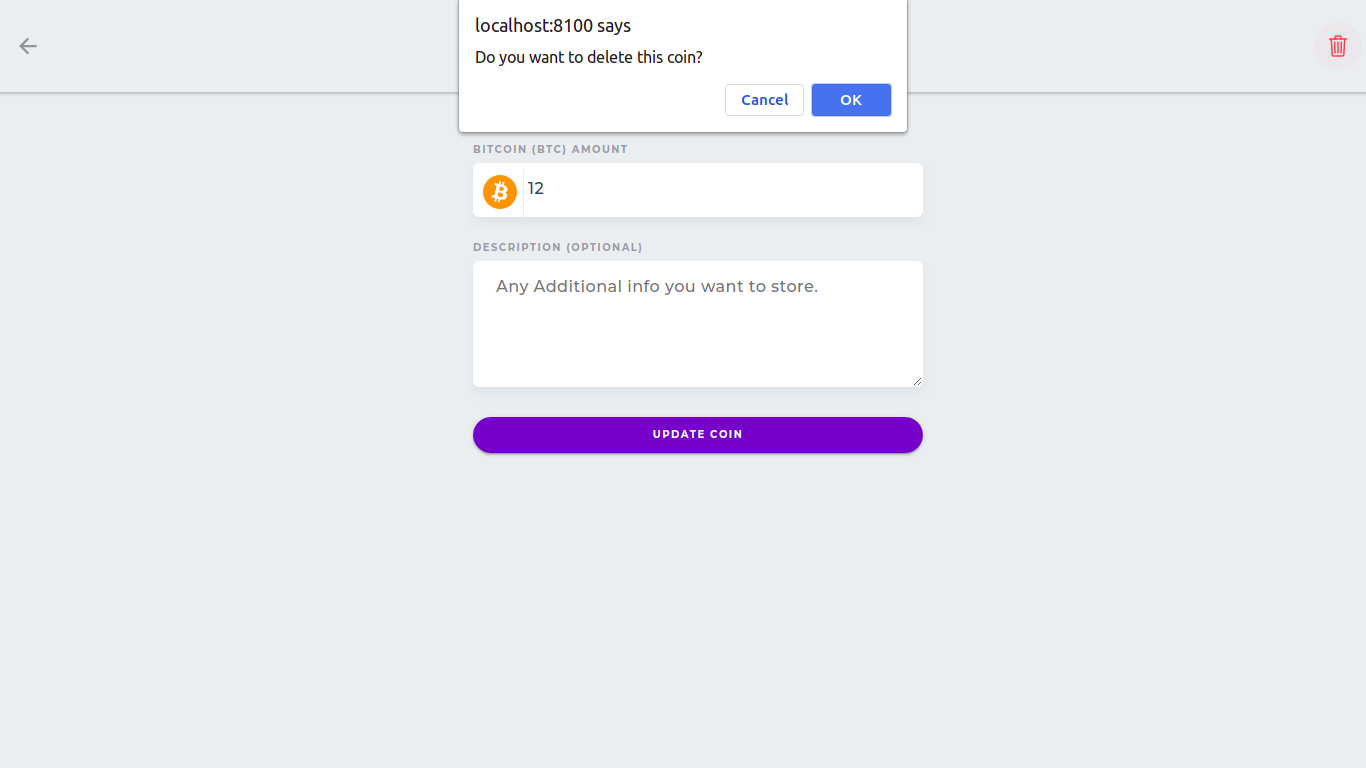 localhost:8100 says
Do you want to delete this coin?
Cancel
OK
BITCOIN (BTC) AMOUNT
12
DESCRIPTION (OPTIONAL)
Any Additional info you want to store.
UPDATE COIN